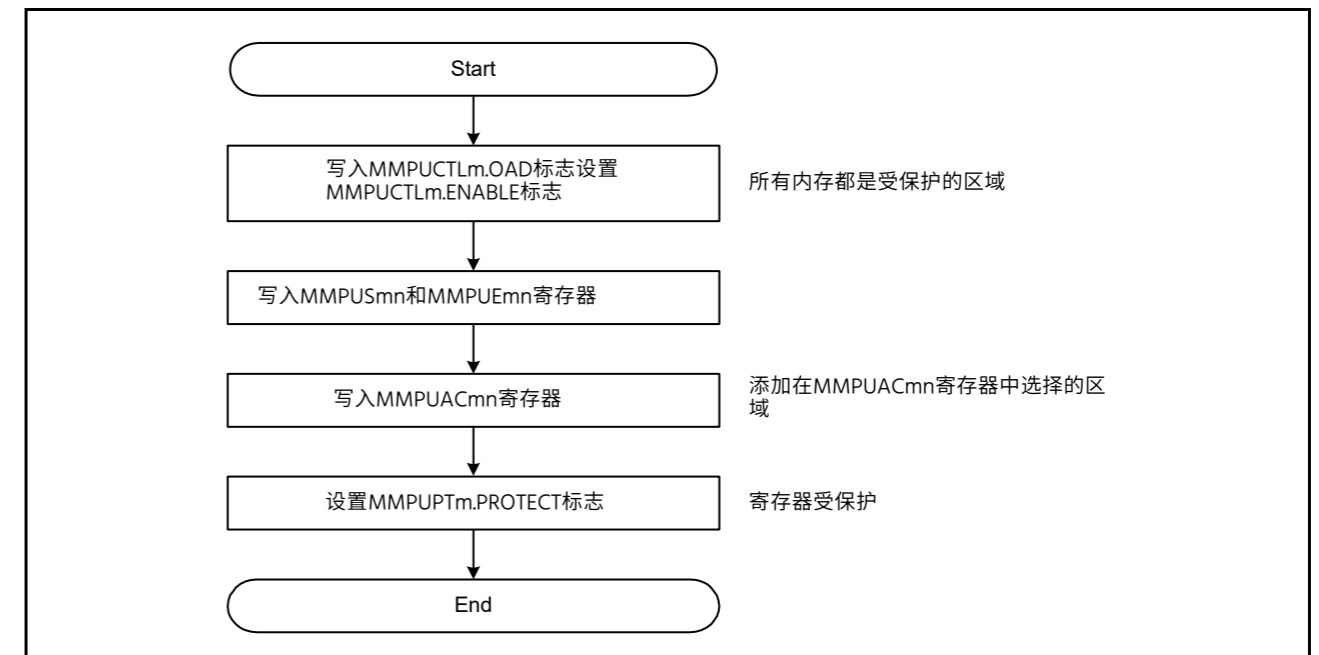 Start
写入MMPUCTLm.OAD标志设置
MMPUCTLm.ENABLE标志
所有内存都是受保护的区域
写入MMPUSmn和MMPUEmn寄存器
写入MMPUACmn寄存器
添加在MMPUACmn寄存器中选择的区
域
设置MMPUPTm.PROTECT标志
寄存器受保护
End